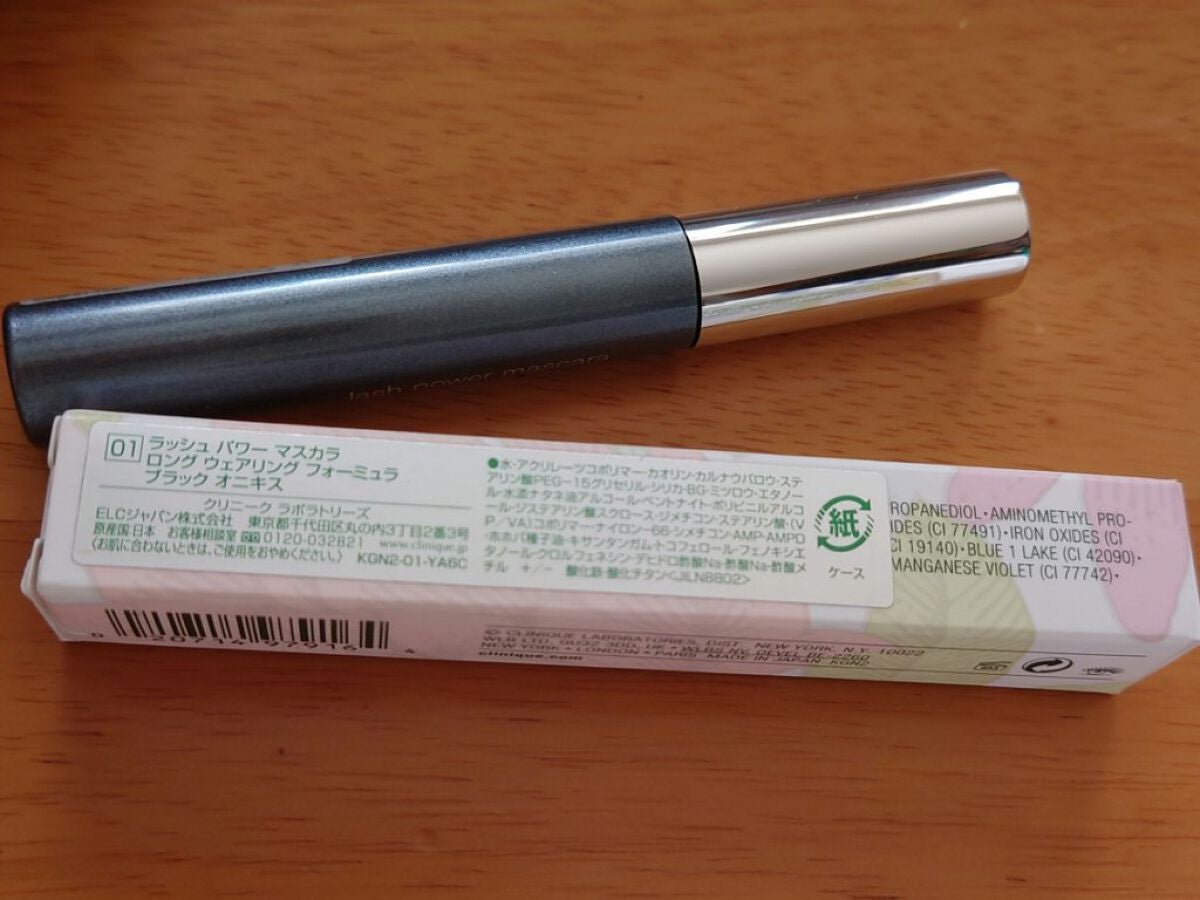 lash power mascara
01
ラッシュ パワー マスカラ
ロング ウェアリング フォーミュラ
ブラック オニキス
クリニーク ラボラトリーズ
ELCジャパン株式会社 東京都千代田区丸の内3丁目2番3号
原産国:日本 お客様相談室 0120-032821 www.clinique.jp
〈お肌に合わないときは、ご使用をおやめください。〉 KGN2-01-YA6C
●水・アクリレーツコポリマー・カオリン・カルナウバロウ・ステ
アリン酸PEG-15グリセリル・シリカ・BG・ミツロウ・エタノー
ル・水添ナタネ油アルコール・ベントナイト・ポリビニルアルコ
ール・ジステアリン酸スクロース・ジメチコン・ステアリン酸・(V
P/VA)コポリマー・ナイロン-66・シメチコン・AMP・AMPD
・ホホバ種子油・キサンタンガム・トコフェロール・フェノキシエ
タノール・クロルフェネシン・デヒドロ酢酸Na・酢酸Na・酢酸メ
チル +/- 酸化鉄・酸化チタン<JILN8802>
紙
ケース
ROPANEDIOL・AMINOMETHYL PRO-
IDES (CI 77491)・IRON OXIDES (CI
CI 19140)・BLUE 1 LAKE (CI 42090)・
MANGANESE VIOLET (CI 77742)・
0 20714 97916 4
© CLINIQUE LABORATORIES, DIST. NEW YORK, N.Y. 10022
WLB LTD, GU32 3DD, UK • WLBS NV, DEVEL BE-2260
NEW YORK • LONDON • PARIS MADE IN JAPAN KGN2
clinique.com